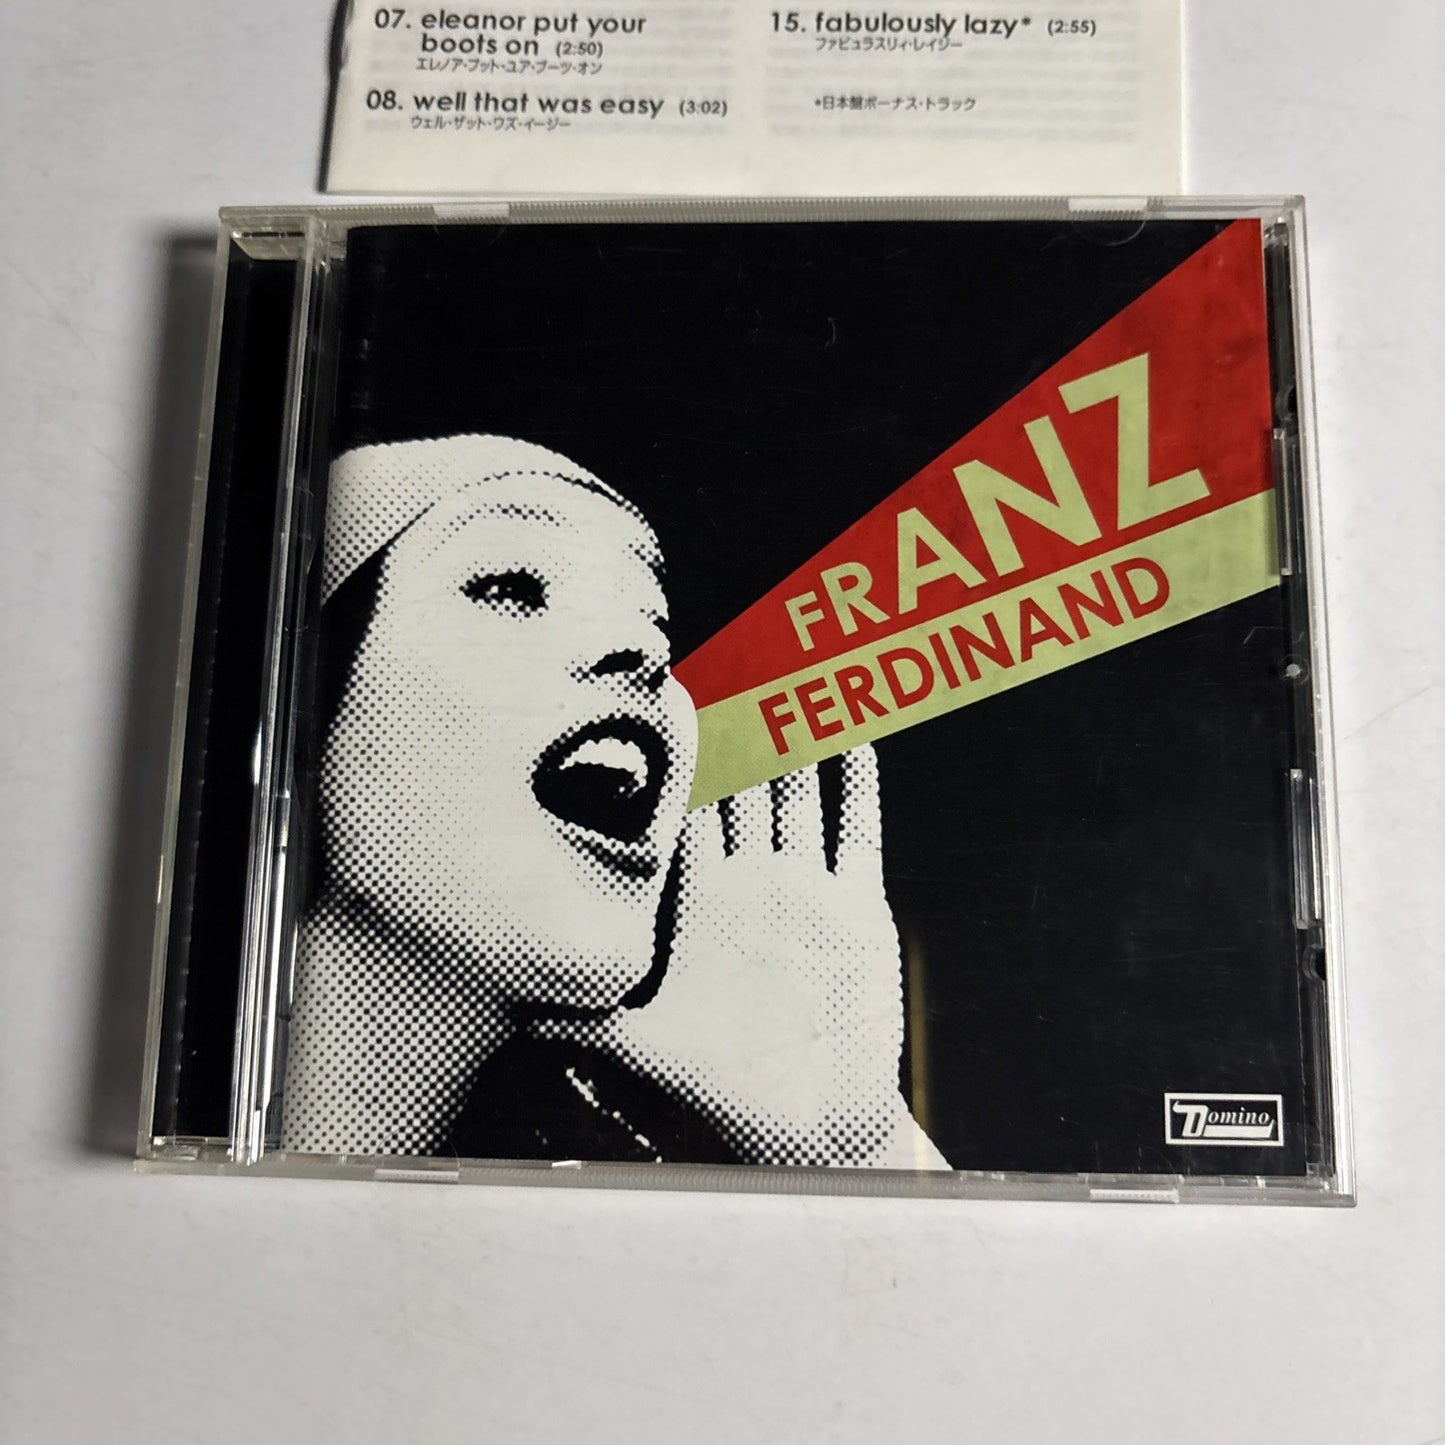 07. eleanor put your
boots on (2:50)
エレノア・プット・ユア・ブーツ・オン
08. well that was easy (3:02)
ウェル・ザット・ワズ・イージー
15. fabulously lazy* (2:55)
ファビュラスリィ・レイジー
*日本盤ボーナス・トラック
FRANZ
FERDINAND
Domino